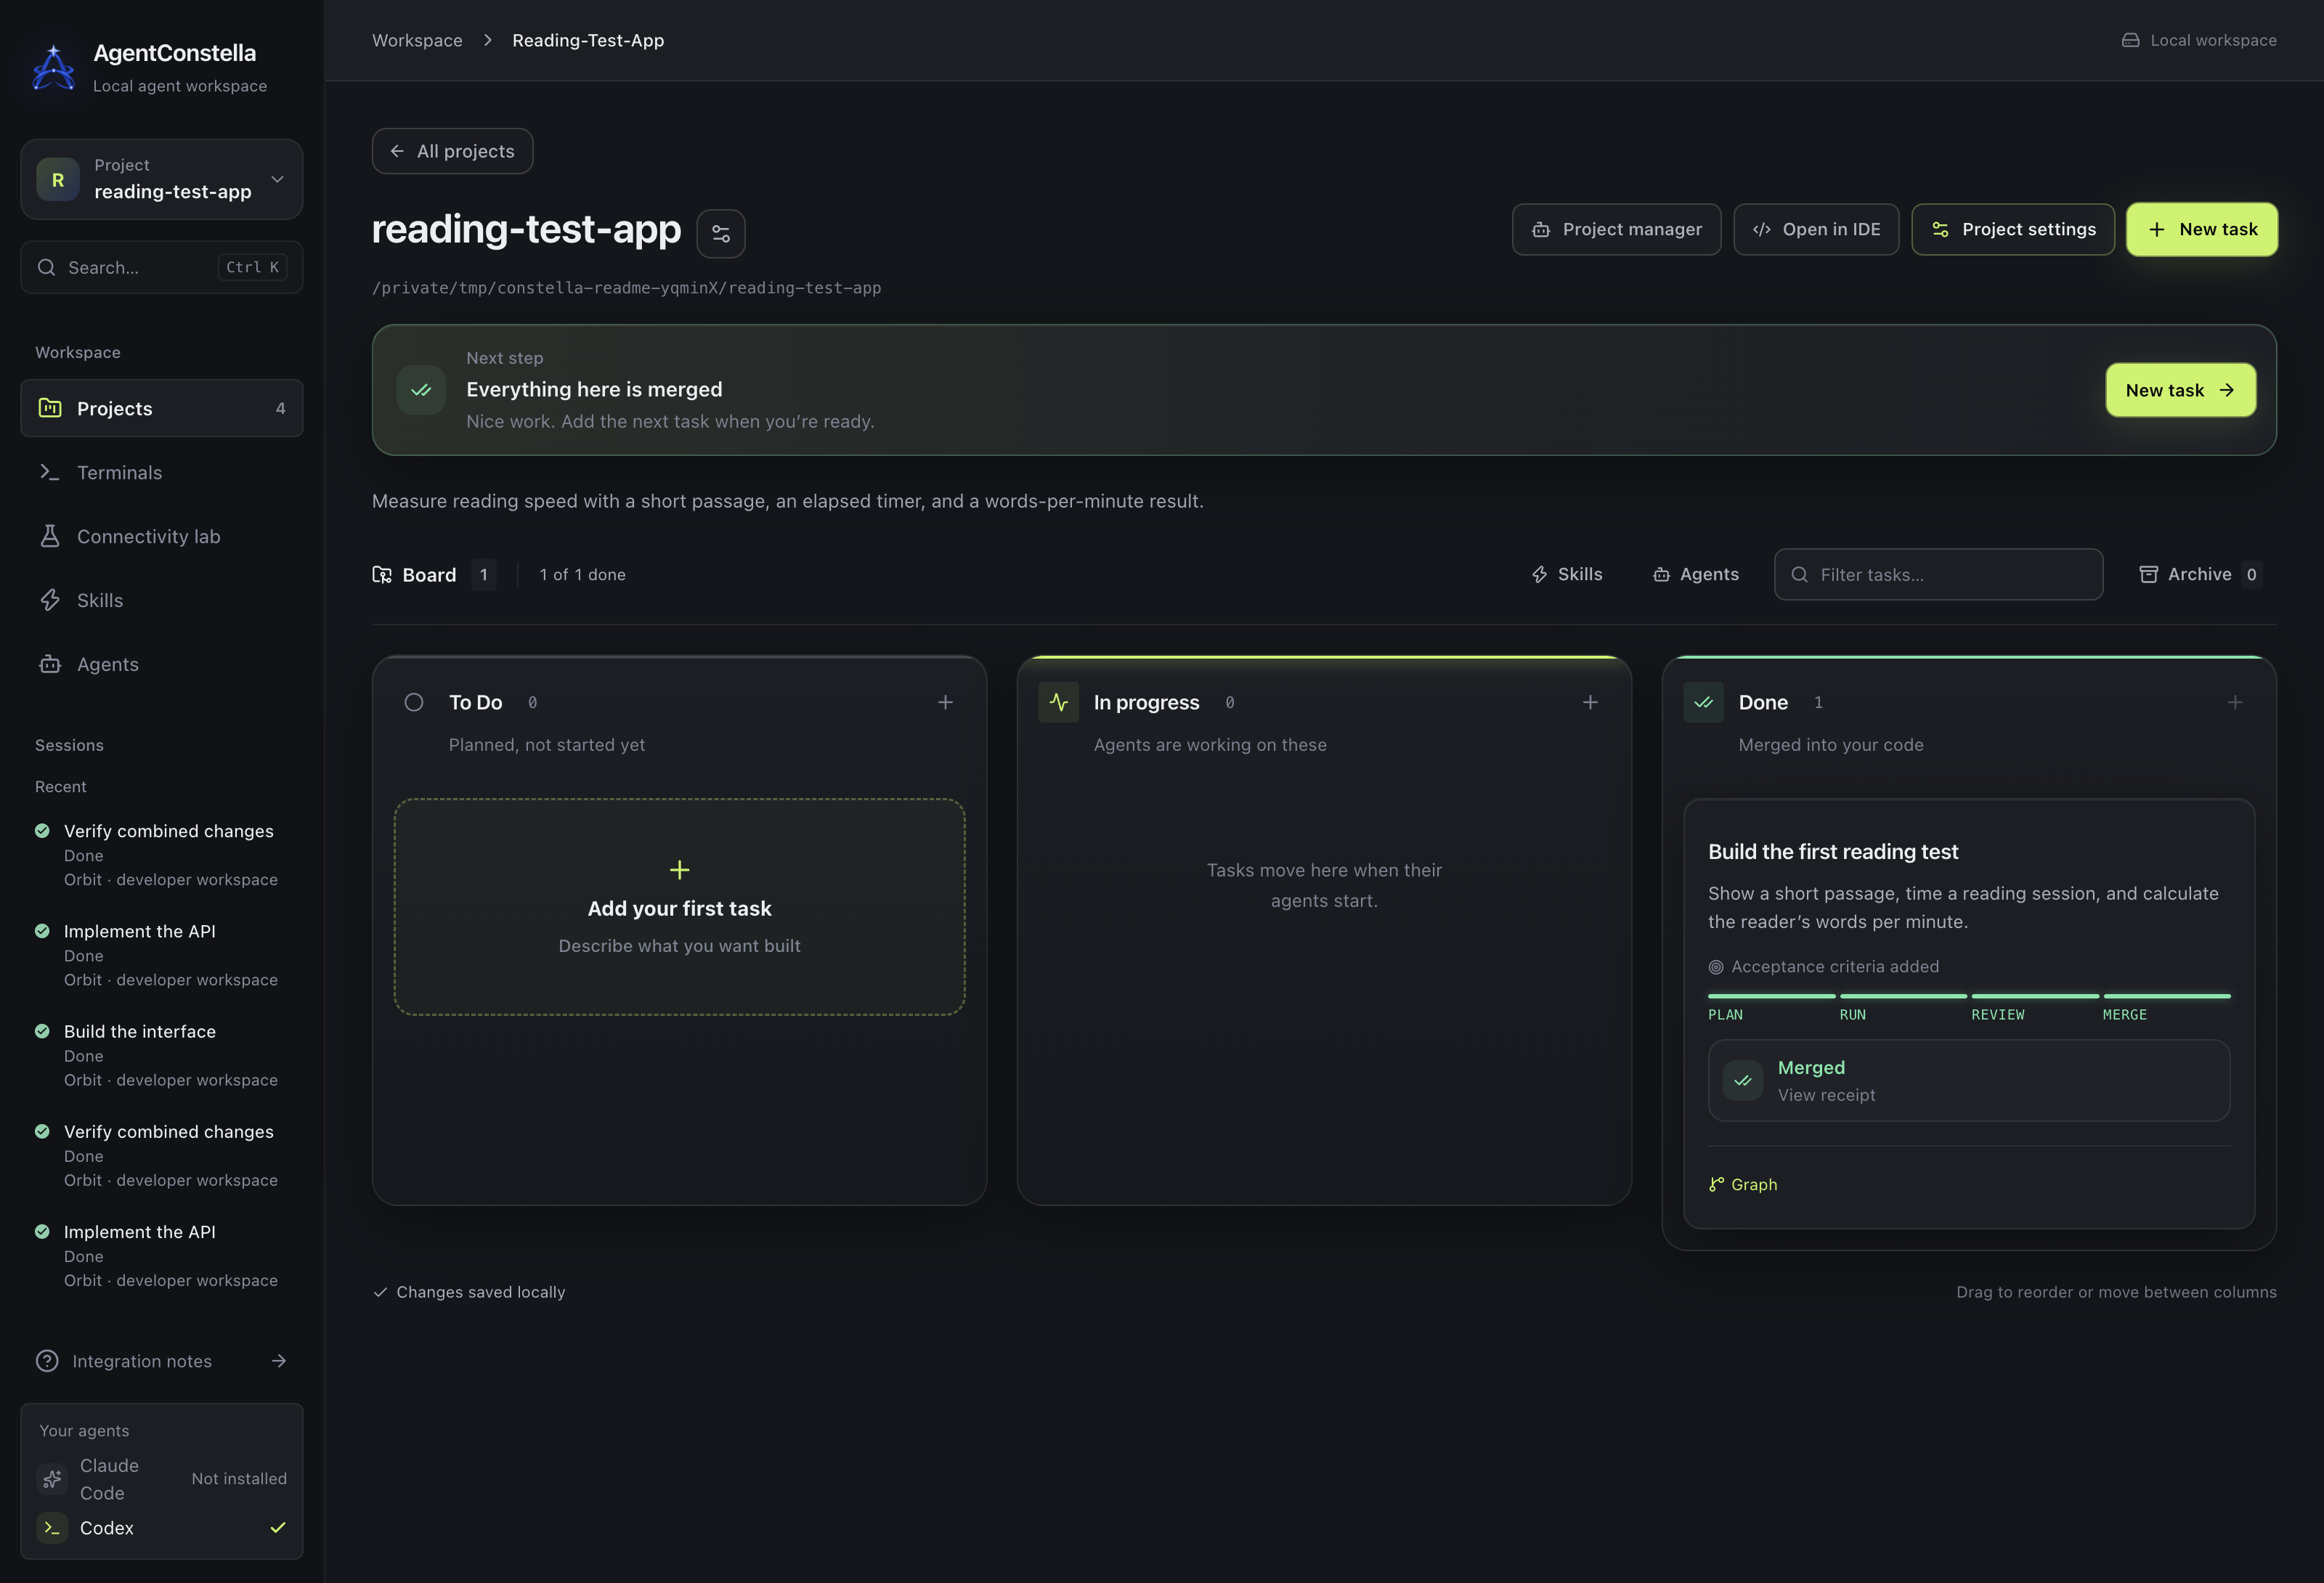 AgentConstella
Local agent workspace
Project
R
reading-test-app
Search...
Ctrl K
Workspace
Projects
4
Terminals
Connectivity lab
Skills
Agents
Sessions
Recent
Verify combined changes
Done
Orbit · developer workspace
Implement the API
Done
Orbit · developer workspace
Build the interface
Done
Orbit · developer workspace
Verify combined changes
Done
Orbit · developer workspace
Implement the API
Done
Orbit · developer workspace
Integration notes
Your agents
Claude
Code
Not installed
Codex
Workspace
Reading-Test-App
Local workspace
All projects
reading-test-app
Project manager
Open in IDE
Project settings
New task
/private/tmp/constella-readme-yqminX/reading-test-app
Next step
Everything here is merged
Nice work. Add the next task when you’re ready.
New task
Measure reading speed with a short passage, an elapsed timer, and a words-per-minute result.
Board 1
1 of 1 done
Skills
Agents
Filter tasks...
Archive 0
To Do 0
Planned, not started yet
Add your first task
Describe what you want built
In progress 0
Agents are working on these
Tasks move here when their
agents start.
Done 1
Merged into your code
Build the first reading test
Show a short passage, time a reading session, and calculate
the reader’s words per minute.
Acceptance criteria added
PLAN RUN REVIEW MERGE
Merged
View receipt
Graph
Changes saved locally
Drag to reorder or move between columns